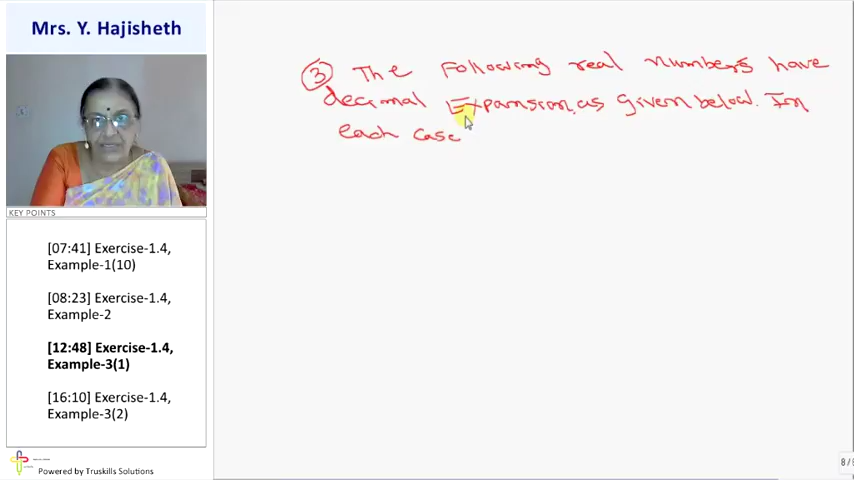 Mrs. Y. Hajisheth
KEY POINTS
[07:41] Exercise-1.4,
Example-1(10)
[08:23] Exercise-1.4,
Example-2
[12:48] Exercise-1.4,
Example-3(1)
[16:10] Exercise-1.4,
Example-3(2)
Powered by Truskills Solutions
③ The following real numbers have
decimal Expansion, as given below. In
each case
8/8